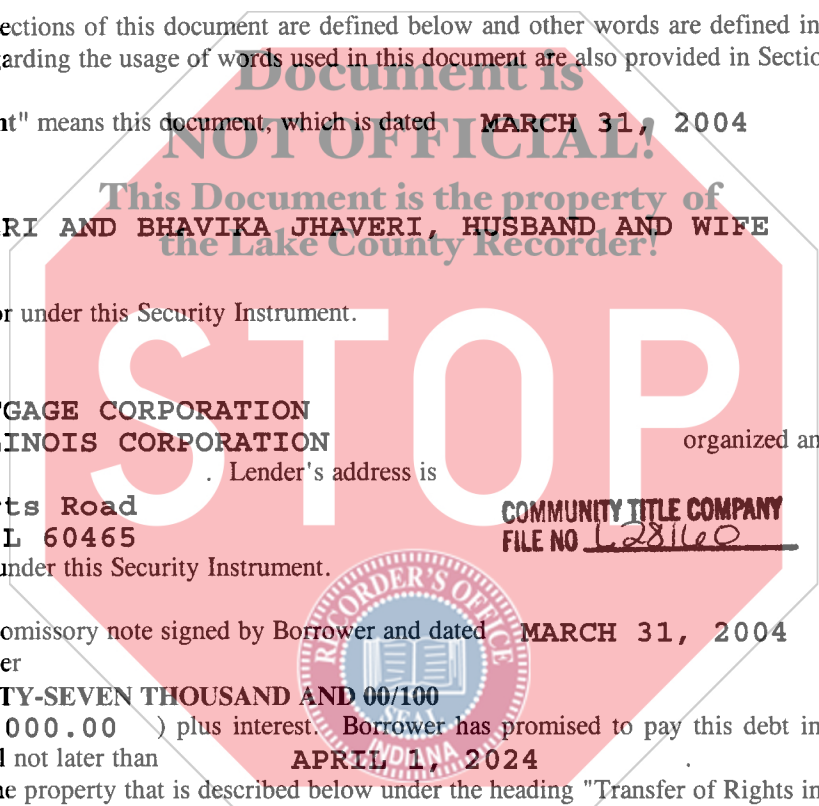 ections of this document are defined below and other words are defined in
garding the usage of words used in this document are also provided in Sectio
Document is
nt" means this document, which is dated MARCH 31, 2004
NOT OFFICIAL!
This Document is the property of
RI AND BHAVIKA JHAVERI, HUSBAND AND WIFE
the Lake County Recorder!
or under this Security Instrument.
STOP
TGAGE CORPORATION
LINOIS CORPORATION organized an
. Lender's address is
ts Road
L 60465
COMMUNITY TITLE COMPANY
FILE NO L28160
under this Security Instrument.
RECORDER'S OFFICE
omissory note signed by Borrower and dated MARCH 31, 2004
er
TY-SEVEN THOUSAND AND 00/100
000.00 ) plus interest. Borrower has promised to pay this debt in
SEAL
l not later than APRIL 1, 2024 .
INDIANA
ne property that is described below under the heading "Transfer of Rights in